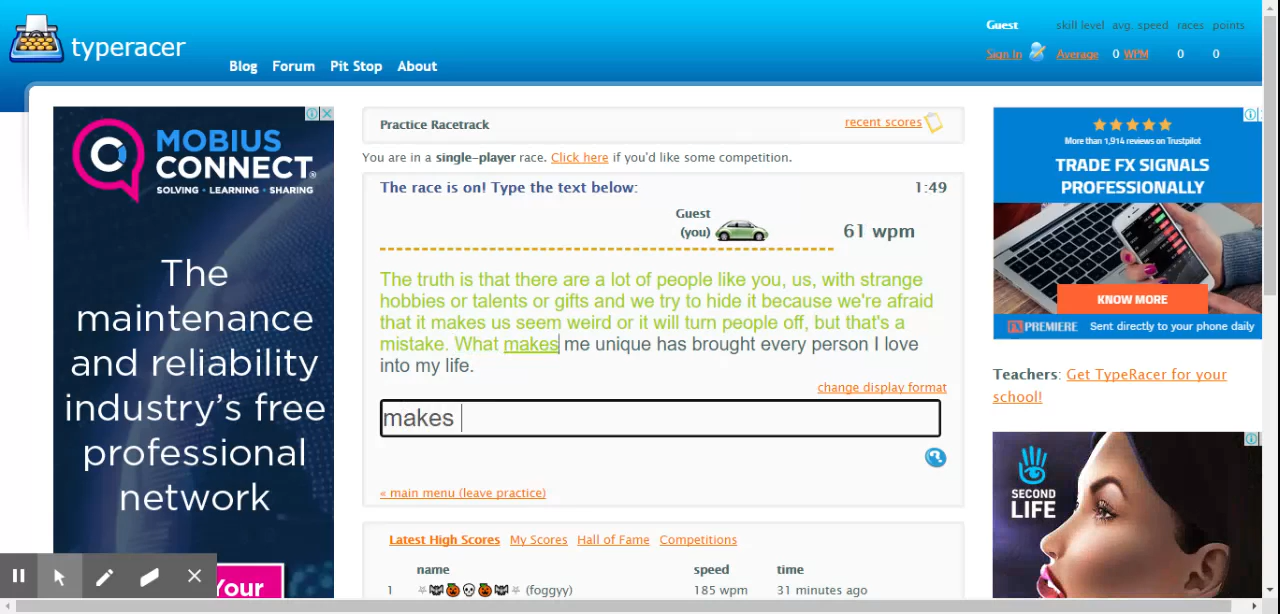 typeracer
Blog Forum Pit Stop About
Guest skill level avg. speed races points
Sign In Average 0 WPM 0 0
MOBIUS
CONNECT.
SOLVING • LEARNING • SHARING
The
maintenance
and reliability
industry's free
professional
network
Your
Practice Racetrack
recent scores
You are in a single-player race. Click here if you'd like some competition.
The race is on! Type the text below:
1:49
Guest
(you)
61 wpm
The truth is that there are a lot of people like you, us, with strange
hobbies or talents or gifts and we try to hide it because we're afraid
that it makes us seem weird or it will turn people off, but that's a
mistake. What makes me unique has brought every person I love
into my life.
change display format
makes
« main menu (leave practice)
Latest High Scores My Scores Hall of Fame Competitions
name speed time
1 (foggyy) 185 wpm 31 minutes ago
More than 1,914 reviews on Trustpilot
TRADE FX SIGNALS
PROFESSIONALLY
KNOW MORE
FX PREMIERE Sent directly to your phone daily
Teachers: Get TypeRacer for your
school!
SECOND
LIFE